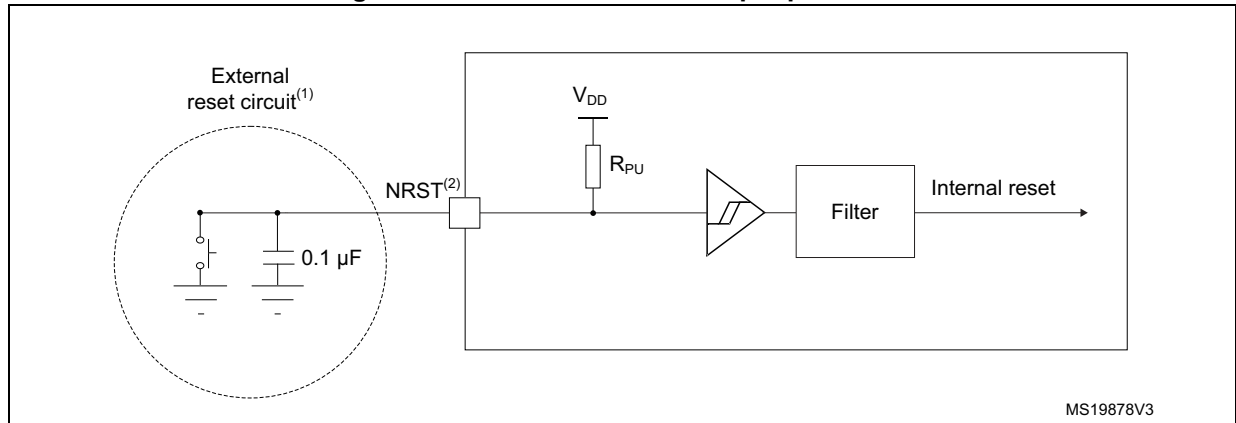 External
reset circuit(1)
VDD
RPU
NRST(2)
0.1 µF
Filter
Internal reset
MS19878V3